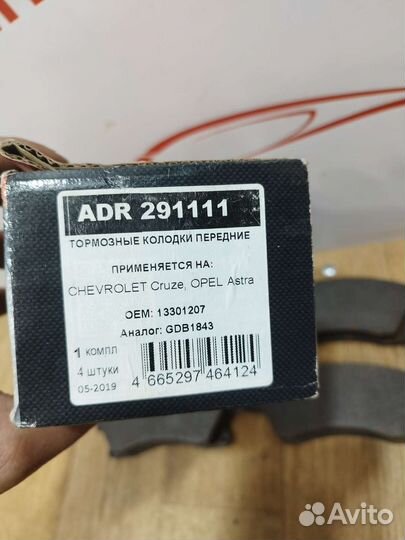 ADR 291111
ТОРМОЗНЫЕ КОЛОДКИ ПЕРЕДНИЕ
ПРИМЕНЯЕТСЯ НА:
CHEVROLET Cruze, OPEL Astra
OEM: 13301207
Аналог: GDB1843
1 компл
4 штуки
05-2019
4 665297 464124
Avito